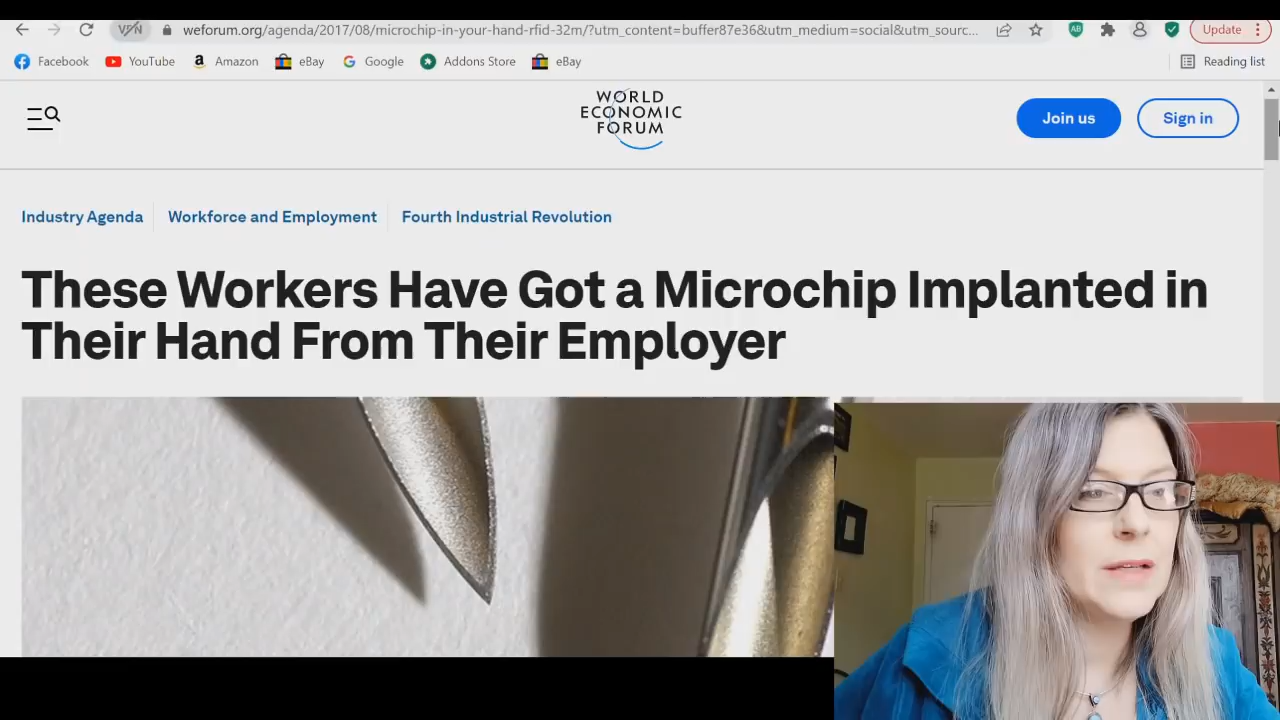 VPN weforum.org/agenda/2017/08/microchip-in-your-hand-rfid-32m/?utm_content=buffer87e36&utm_medium=social&utm_sourc... AB Update
Facebook YouTube Amazon eBay Google Addons Store eBay Reading list
WORLD
ECONOMIC
FORUM
Join us Sign in
Industry Agenda Workforce and Employment Fourth Industrial Revolution
These Workers Have Got a Microchip Implanted in
Their Hand From Their Employer